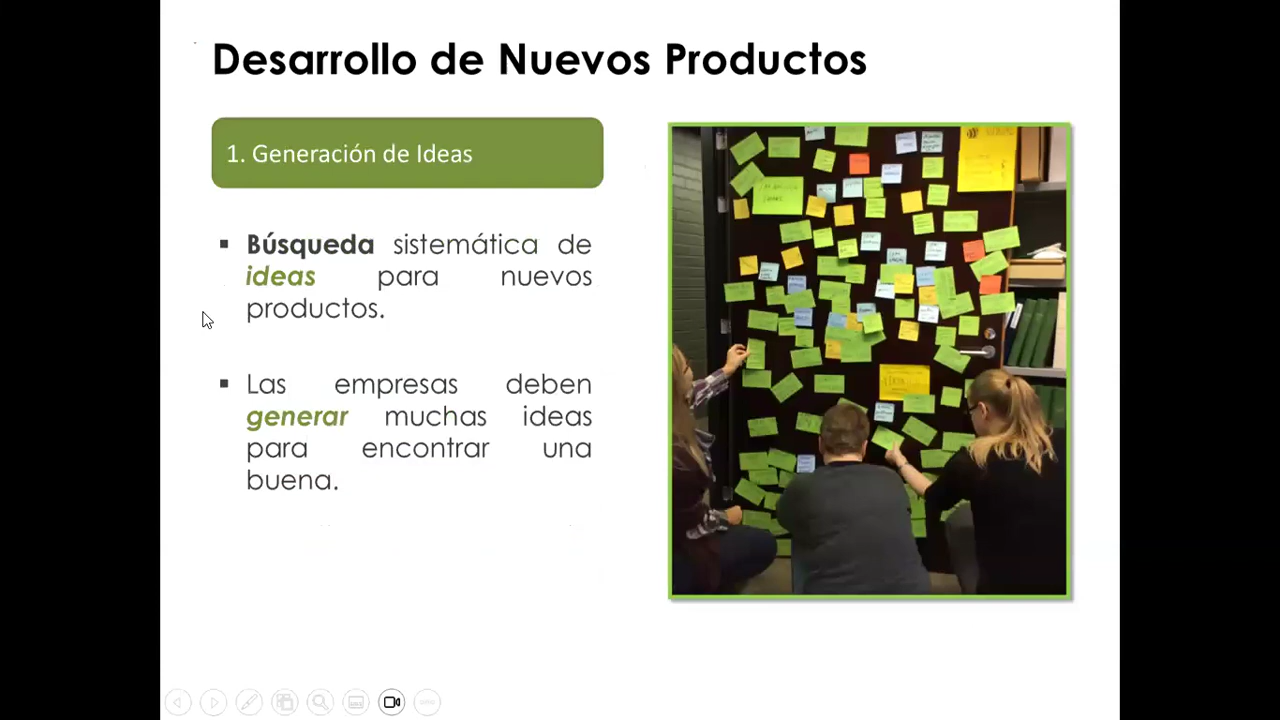 Desarrollo de Nuevos Productos
1. Generación de Ideas
▪ Búsqueda sistemática de
ideas para nuevos
productos.
▪ Las empresas deben
generar muchas ideas
para encontrar una
buena.